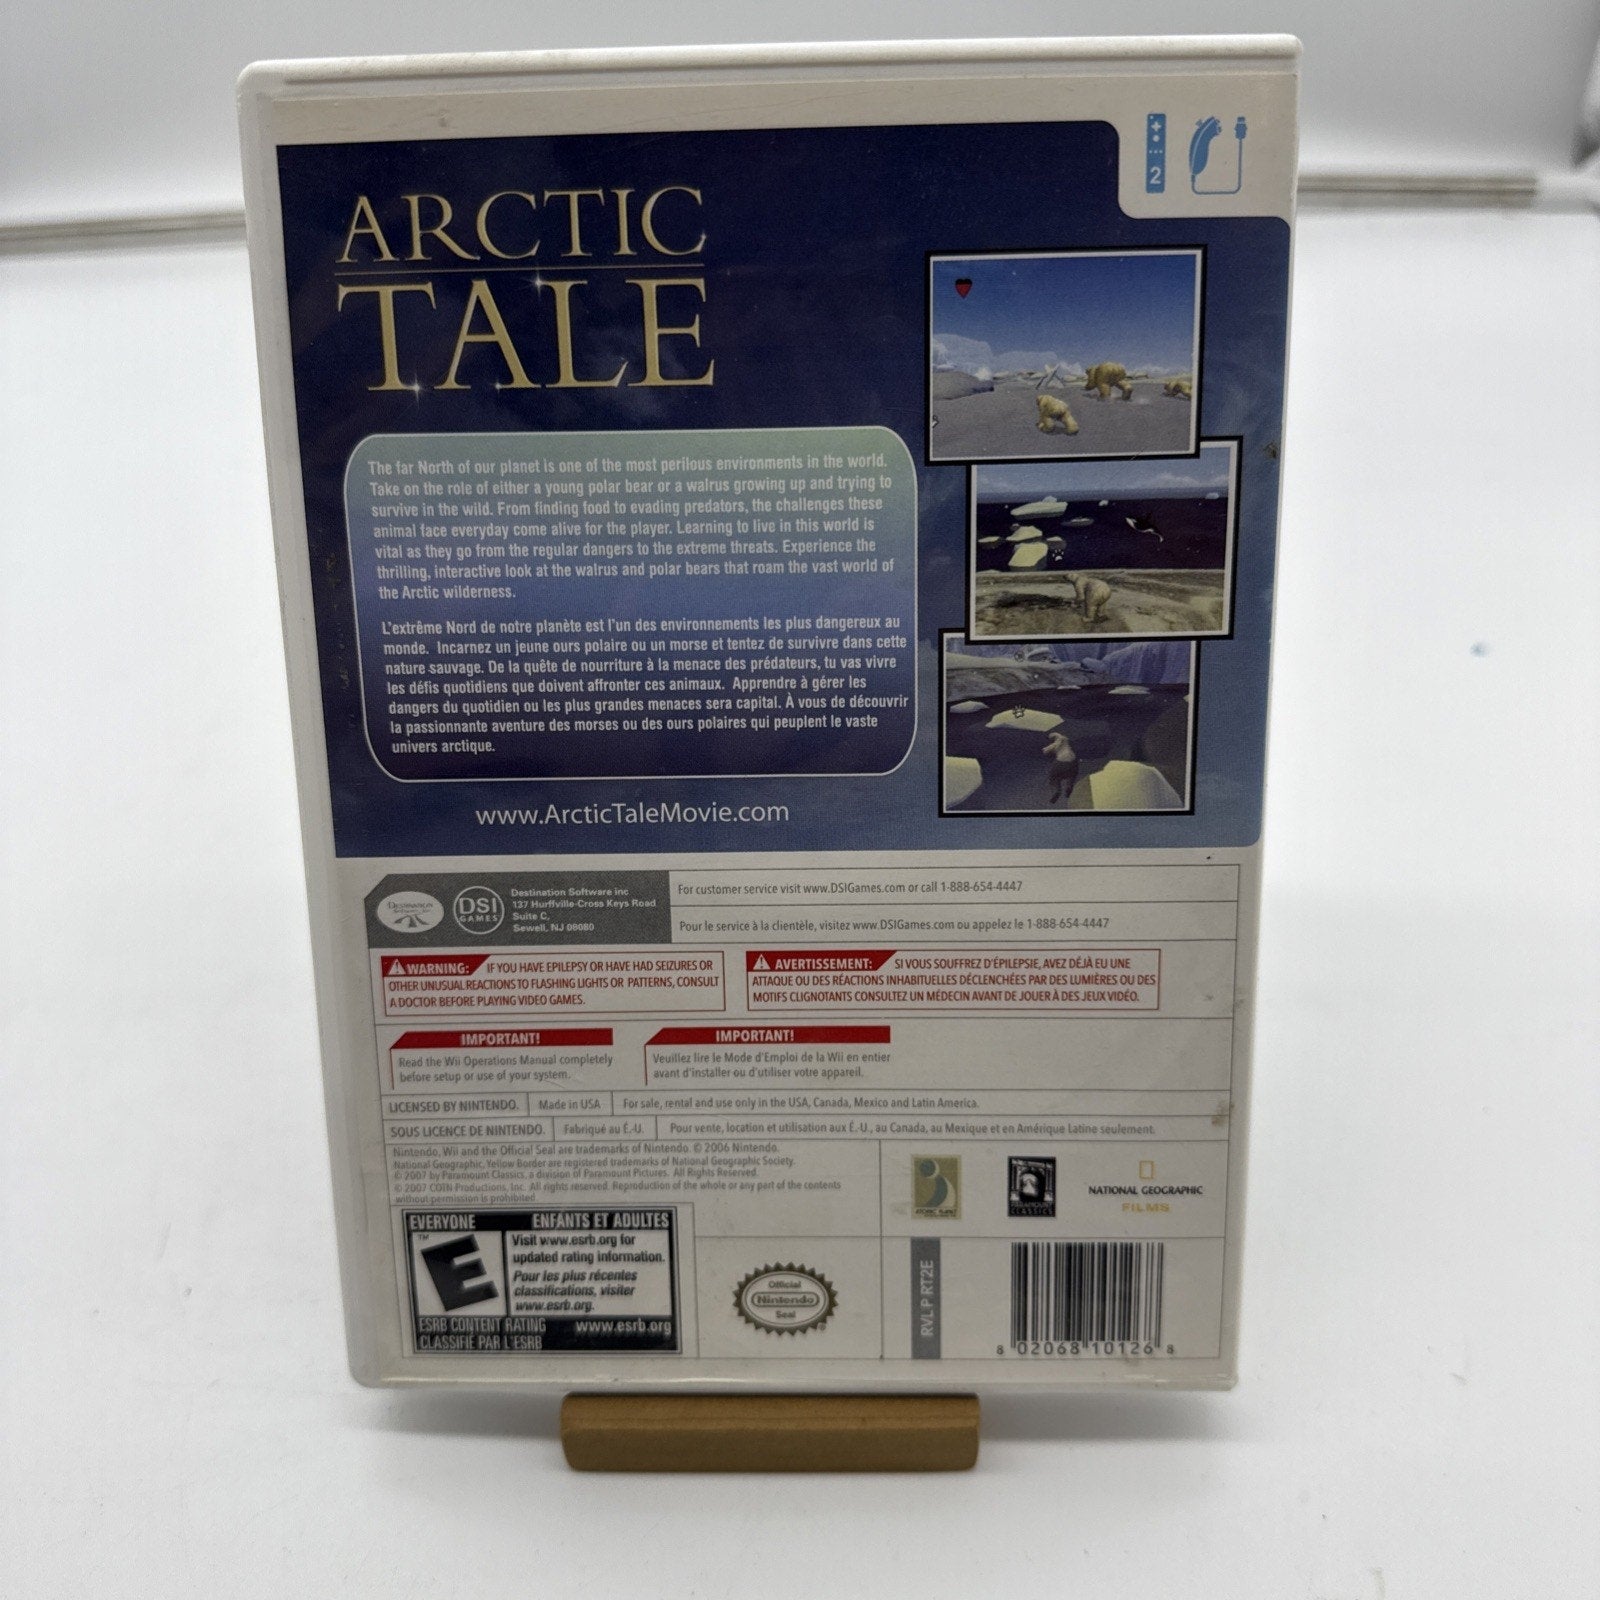 2
ARCTIC
TALE
The far North of our planet is one of the most perilous environments in the world.
Take on the role of either a young polar bear or a walrus growing up and trying to
survive in the wild. From finding food to evading predators, the challenges these
animal face everyday come alive for the player. Learning to live in this world is
vital as they go from the regular dangers to the extreme threats. Experience the
thrilling, interactive look at the walrus and polar bears that roam the vast world of
the Arctic wilderness.
L'extrême Nord de notre planète est l'un des environnements les plus dangereux au
monde. Incarnez un jeune ours polaire ou un morse et tentez de survivre dans cette
nature sauvage. De la quête de nourriture à la menace des prédateurs, tu vas vivre
les défis quotidiens que doivent affronter ces animaux. Apprendre à gérer les
dangers du quotidien ou les plus grandes menaces sera capital. À vous de découvrir
la passionnante aventure des morses ou des ours polaires qui peuplent le vaste
univers arctique.
www.ArcticTaleMovie.com
DESTINATION
Software Inc
DSI
GAMES
Destination Software inc
137 Hurffville-Cross Keys Road
Suite C,
Sewell, NJ 08080
For customer service visit www.DSIGames.com or call 1-888-654-4447
Pour le service à la clientèle, visitez www.DSIGames.com ou appelez le 1-888-654-4447
WARNING: IF YOU HAVE EPILEPSY OR HAVE HAD SEIZURES OR
OTHER UNUSUAL REACTIONS TO FLASHING LIGHTS OR PATTERNS, CONSULT
A DOCTOR BEFORE PLAYING VIDEO GAMES.
AVERTISSEMENT: SI VOUS SOUFFREZ D'ÉPILEPSIE, AVEZ DÉJÀ EU UNE
ATTAQUE OU DES RÉACTIONS INHABITUELLES DÉCLENCHÉES PAR DES LUMIÈRES OU DES
MOTIFS CLIGNOTANTS CONSULTEZ UN MÉDECIN AVANT DE JOUER À DES JEUX VIDÉO.
IMPORTANT!
Read the Wii Operations Manual completely
before setup or use of your system.
IMPORTANT!
Veuillez lire le Mode d'Emploi de la Wii en entier
avant d'installer ou d'utiliser votre appareil.
LICENSED BY NINTENDO. Made in USA For sale, rental and use only in the USA, Canada, Mexico and Latin America.
SOUS LICENCE DE NINTENDO. Fabriqué au É.-U. Pour vente, location et utilisation aux É.-U., au Canada, au Mexique et en Amérique Latine seulement.
Nintendo, Wii and the Official Seal are trademarks of Nintendo. © 2006 Nintendo.
National Geographic, Yellow Border are registered trademarks of National Geographic Society.
© 2007 by Paramount Classics, a division of Paramount Pictures. All Rights Reserved.
© 2007 COIN Productions, Inc. All rights reserved. Reproduction of the whole or any part of the contents
without permission is prohibited.
PARAMOUNT
CLASSICS
NATIONAL GEOGRAPHIC
FILMS
EVERYONE ENFANTS ET ADULTES
TM
E
Visit www.esrb.org for
updated rating information.
Pour les plus récentes
classifications, visiter
www.esrb.org.
ESRB CONTENT RATING www.esrb.org
CLASSIFIÉ PAR L'ESRB
Official
Nintendo
Seal
RVL P RT2E
8 02068 10126 8